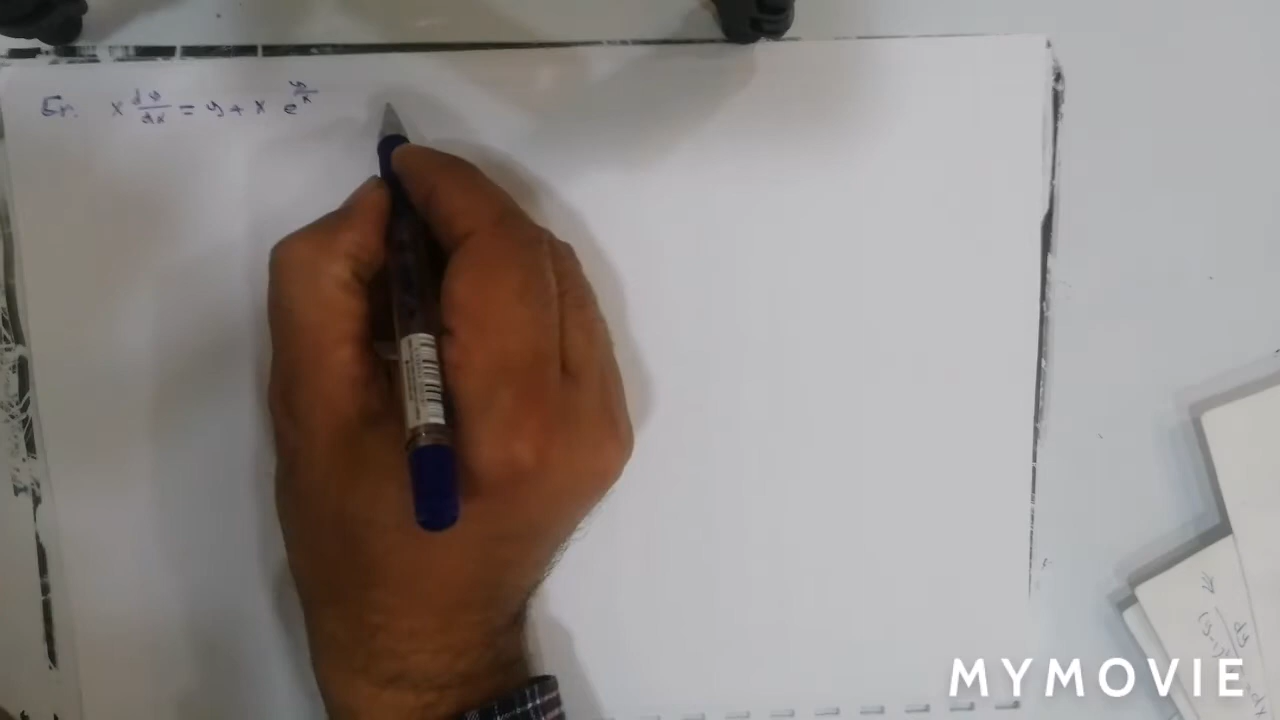 Ex. x dy/dx = y + x e^(y/x)
MYMOVIE